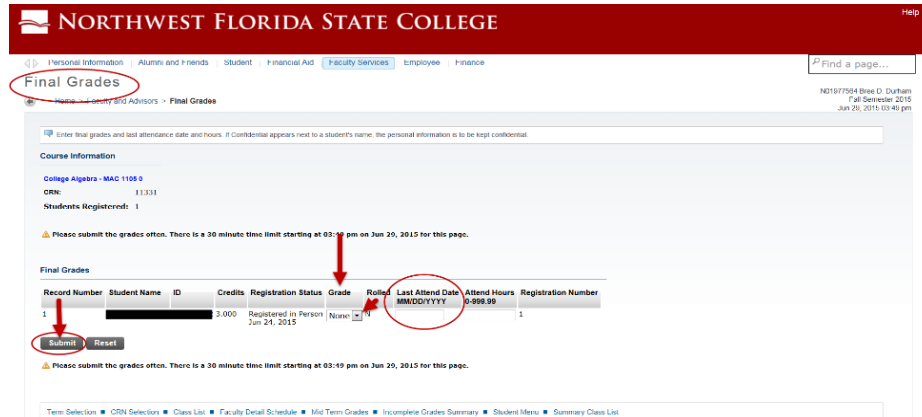 NORTHWEST FLORIDA STATE COLLEGE
Help
Personal Information Alumni and Friends Student Financial Aid Faculty Services Employee Finance
Find a page...
Final Grades
Home > Faculty and Advisors > Final Grades
N01977564 Bree D. Durham
Fall Semester 2015
Jun 29, 2015 03:49 pm
Enter final grades and last attendance date and hours. If Confidential appears next to a student's name, the personal information is to be kept confidential.
Course Information
College Algebra - MAC 1105 0
CRN: 11331
Students Registered: 1
Please submit the grades often. There is a 30 minute time limit starting at 03:49 pm on Jun 29, 2015 for this page.
Final Grades
Record Number Student Name ID Credits Registration Status Grade Rolled Last Attend Date MM/DD/YYYY Attend Hours 0-999.99 Registration Number
1 3.000 Registered in Person Jun 24, 2015 None N 1
Submit Reset
Please submit the grades often. There is a 30 minute time limit starting at 03:49 pm on Jun 29, 2015 for this page.
Term Selection ■ CRN Selection ■ Class List ■ Faculty Detail Schedule ■ Mid Term Grades ■ Incomplete Grades Summary ■ Student Menu ■ Summary Class List